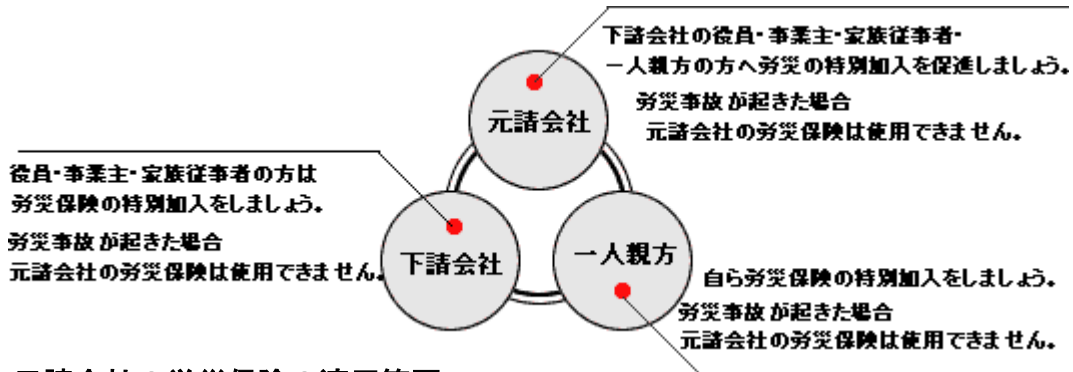 下請会社の役員・事業主・家族従事者・
一人親方の方へ労災の特別加入を促進しましょう。
労災事故が起きた場合
元請会社の労災保険は使用できません。
元請会社
役員・事業主・家族従事者の方は
労災保険の特別加入をしましょう。
労災事故が起きた場合
元請会社の労災保険は使用できません。
下請会社
一人親方
自ら労災保険の特別加入をしましょう。
労災事故が起きた場合
元請会社の労災保険は使用できません。